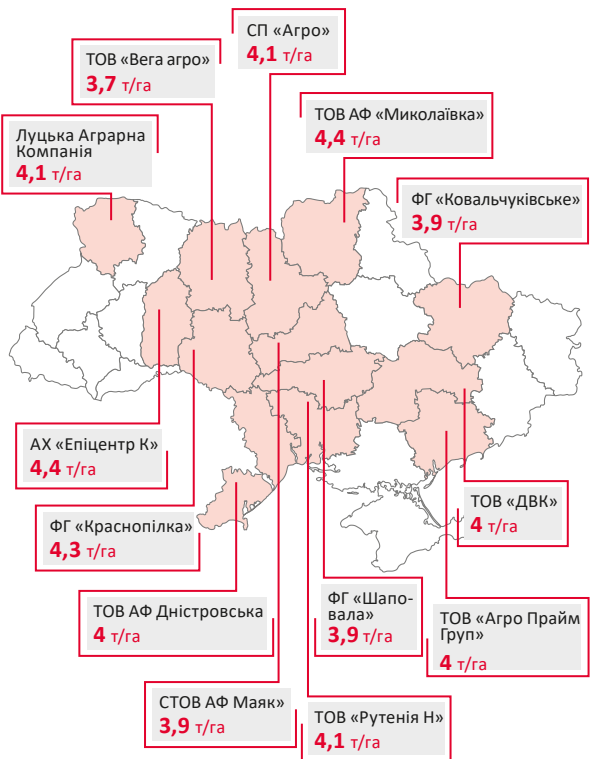 СП «Агро»
4,1 т/га
ТОВ «Вега агро»
3,7 т/га
ТОВ АФ «Миколаївка»
4,4 т/га
Луцька Аграрна
Компанія
4,1 т/га
ФГ «Ковальчуківське»
3,9 т/га
АХ «Епіцентр К»
4,4 т/га
ТОВ «ДВК»
4 т/га
ФГ «Краснопілка»
4,3 т/га
ТОВ АФ Дністровська
4 т/га
ФГ «Шапо-
вала»
3,9 т/га
ТОВ «Агро Прайм
Груп»
4 т/га
СТОВ АФ Маяк»
3,9 т/га
ТОВ «Рутенія Н»
4,1 т/га